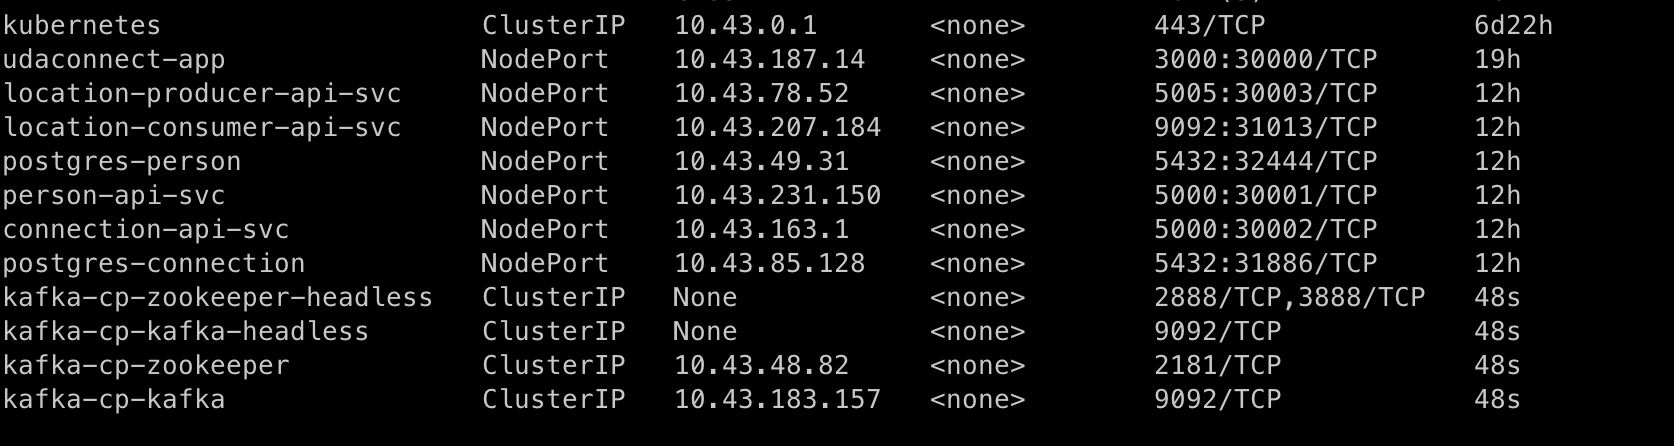 kubernetes ClusterIP 10.43.0.1 <none> 443/TCP 6d22h
udaconnect-app NodePort 10.43.187.14 <none> 3000:30000/TCP 19h
location-producer-api-svc NodePort 10.43.78.52 <none> 5005:30003/TCP 12h
location-consumer-api-svc NodePort 10.43.207.184 <none> 9092:31013/TCP 12h
postgres-person NodePort 10.43.49.31 <none> 5432:32444/TCP 12h
person-api-svc NodePort 10.43.231.150 <none> 5000:30001/TCP 12h
connection-api-svc NodePort 10.43.163.1 <none> 5000:30002/TCP 12h
postgres-connection NodePort 10.43.85.128 <none> 5432:31886/TCP 12h
kafka-cp-zookeeper-headless ClusterIP None <none> 2888/TCP,3888/TCP 48s
kafka-cp-kafka-headless ClusterIP None <none> 9092/TCP 48s
kafka-cp-zookeeper ClusterIP 10.43.48.82 <none> 2181/TCP 48s
kafka-cp-kafka ClusterIP 10.43.183.157 <none> 9092/TCP 48s